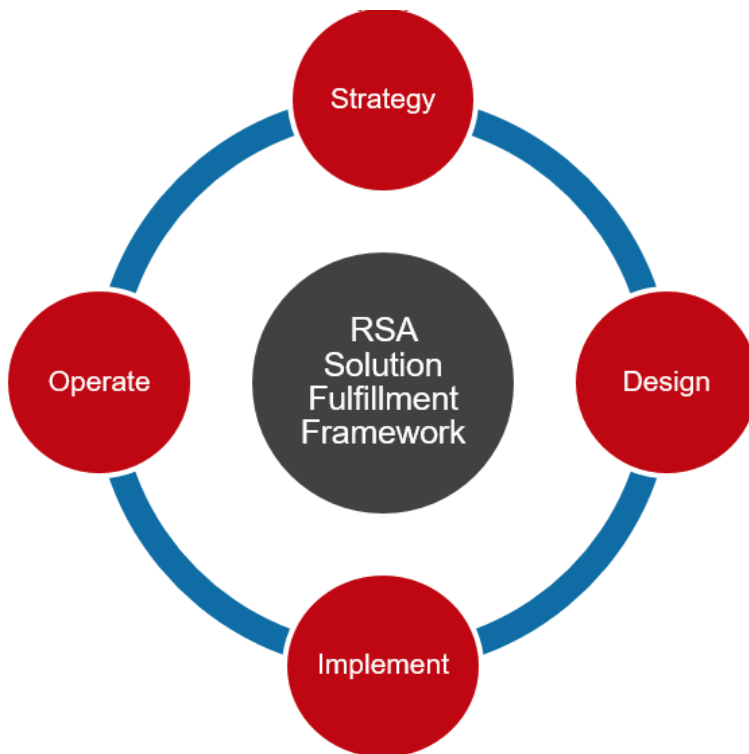 Strategy
Operate
RSA
Solution
Fulfillment
Framework
Design
Implement